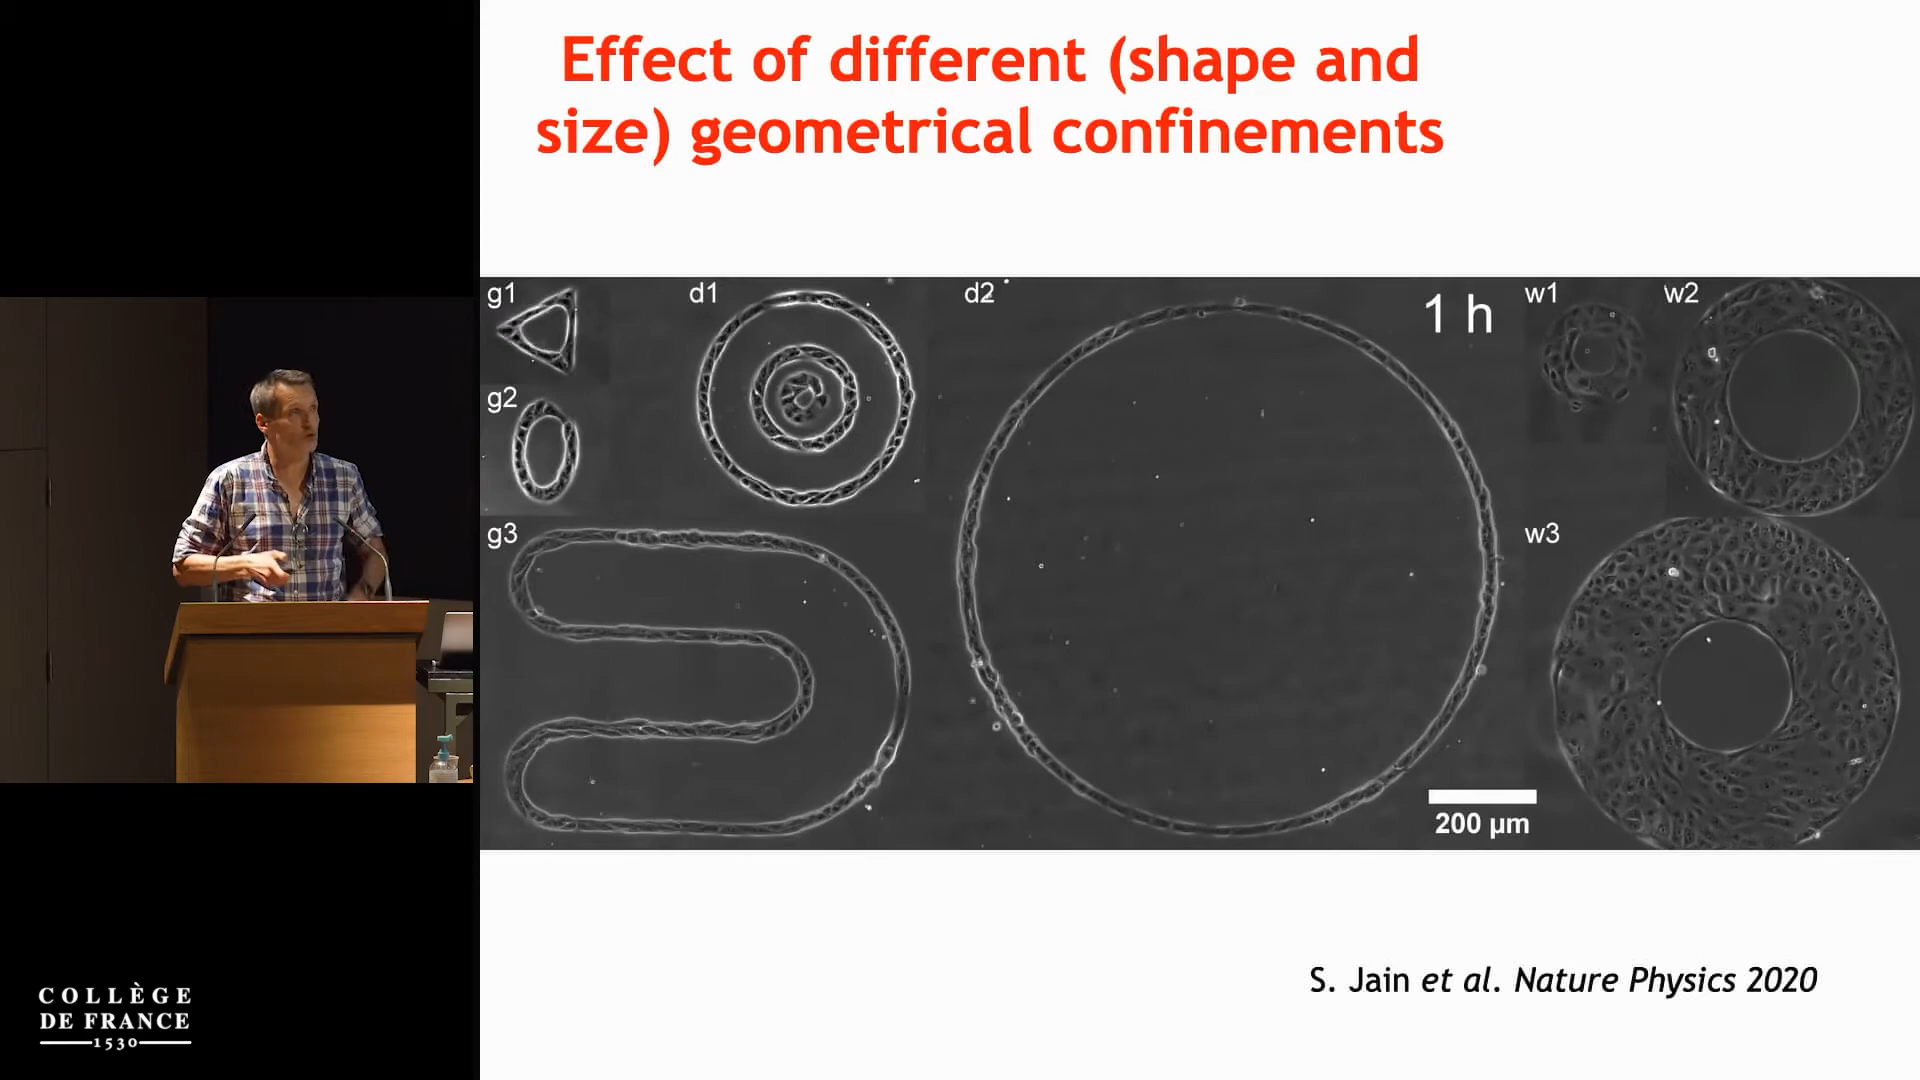 Effect of different (shape and
size) geometrical confinements
g1
d1
d2
1 h
w1
w2
g2
g3
w3
200 µm
S. Jain et al. Nature Physics 2020
COLLÈGE
DE FRANCE
1530